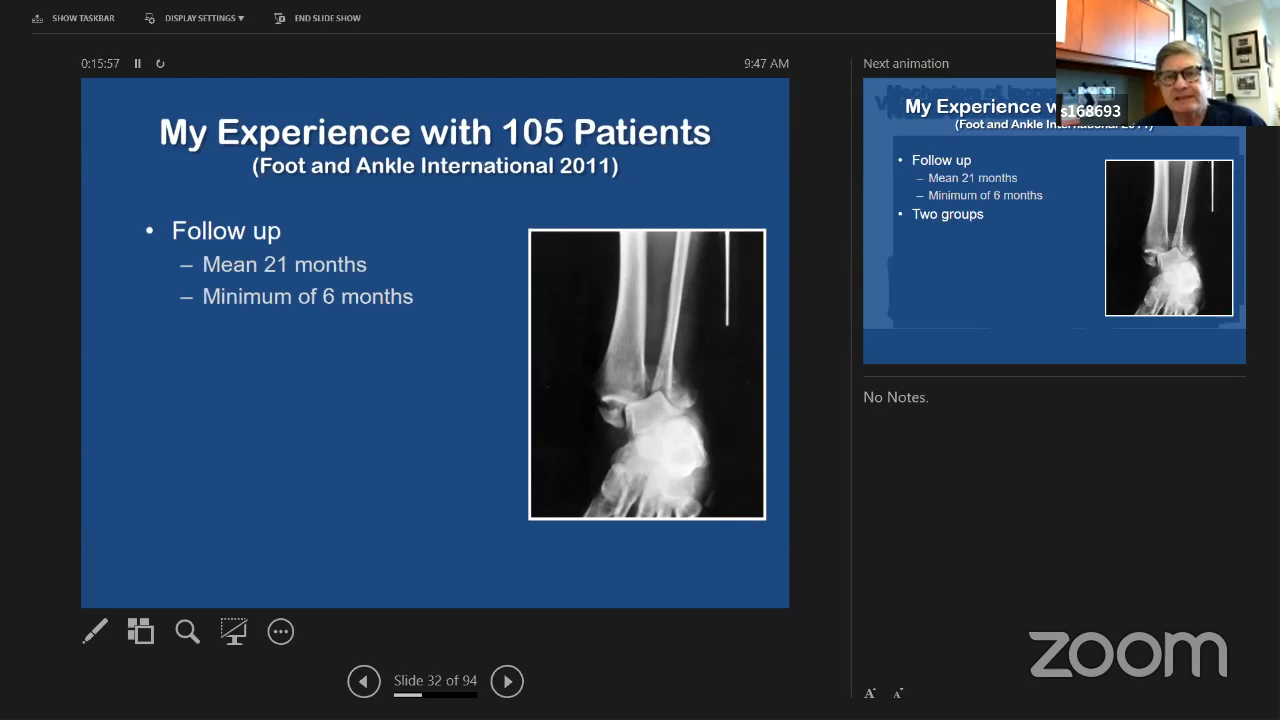 SHOW TASKBAR
DISPLAY SETTINGS ▾
END SLIDE SHOW
0:15:57
9:47 AM
My Experience with 105 Patients
(Foot and Ankle International 2011)
• Follow up
– Mean 21 months
– Minimum of 6 months
Slide 32 of 94
Next animation
s168693
My Experience w
(Foot and Ankle International 2011)
• Follow up
– Mean 21 months
– Minimum of 6 months
• Two groups
No Notes.
zoom
A A